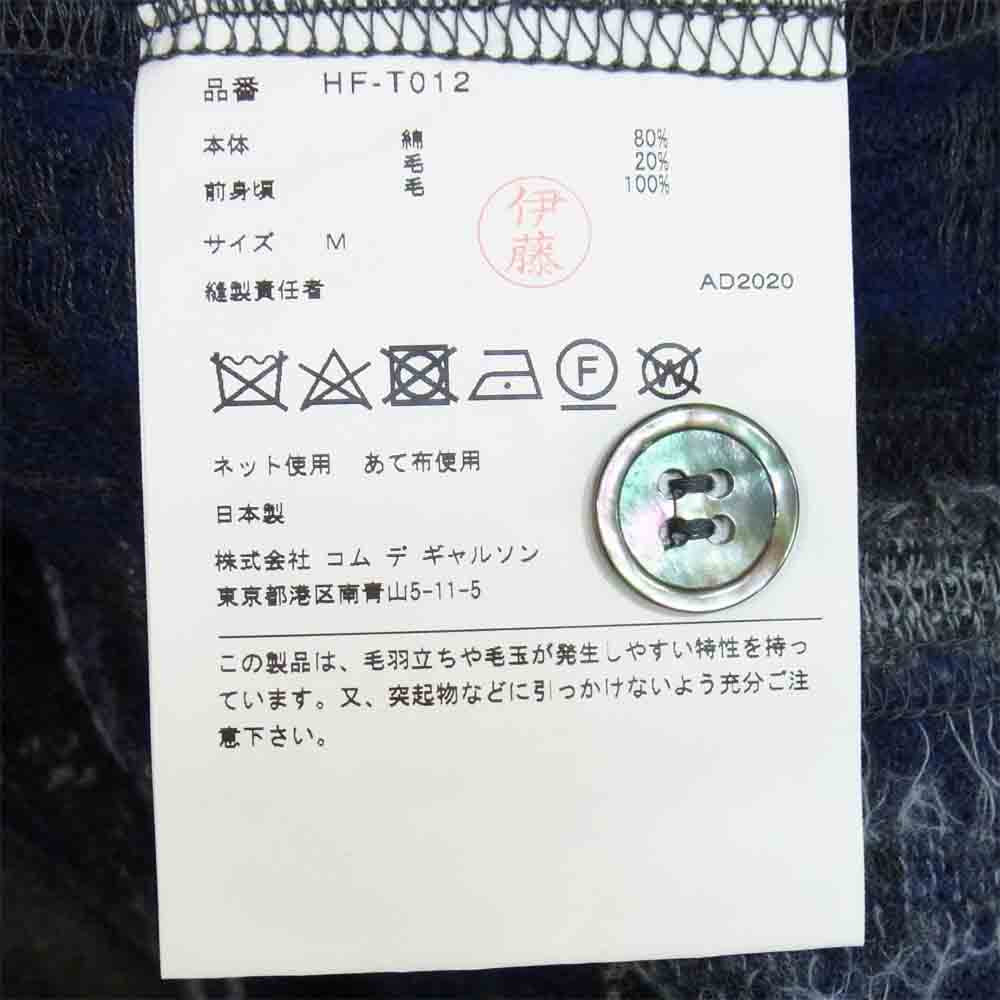 品番 HF-T012
本体 綿 80%
毛 20%
前身頃 毛 100%
伊藤
サイズ M
縫製責任者 AD2020
F W
ネット使用 あて布使用
日本製
株式会社 コム デ ギャルソン
東京都港区南青山5-11-5
この製品は、毛羽立ちや毛玉が発生しやすい特性を持っ
ています。又、突起物などに引っかけないよう充分ご注
意下さい。